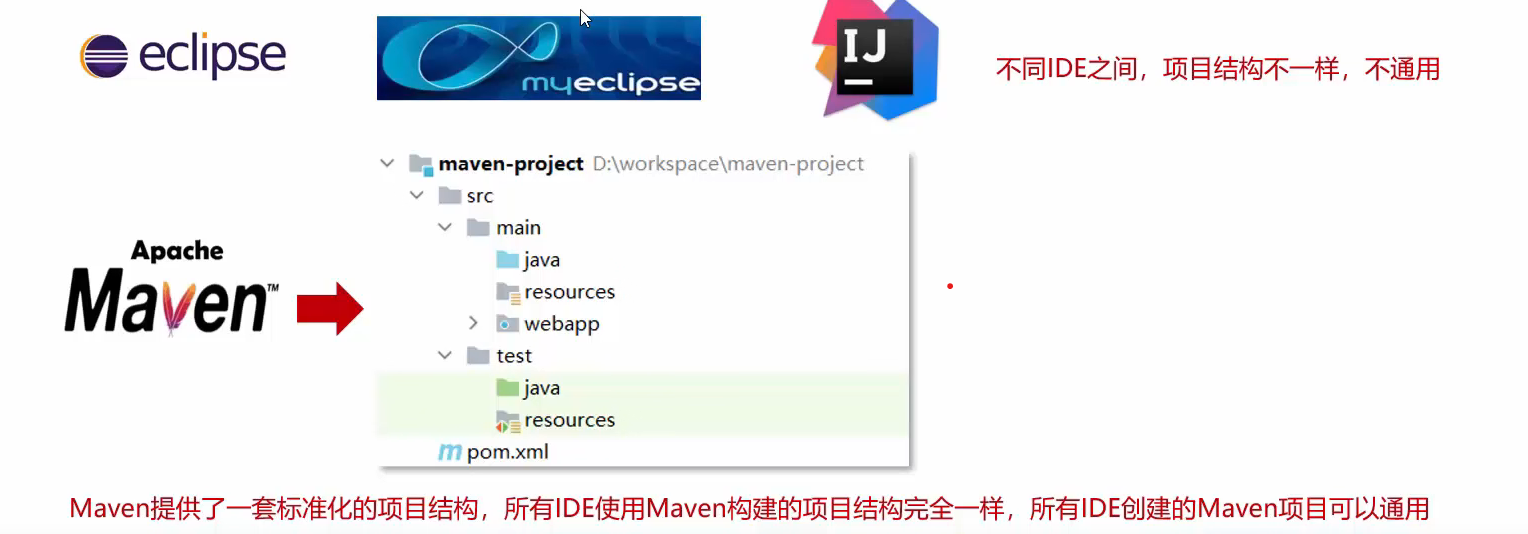 eclipse
myeclipse
IJ
不同IDE之间，项目结构不一样，不通用
maven-project D:\workspace\maven-project
src
main
java
resources
webapp
test
java
resources
pom.xml
Apache
Maven™
Maven提供了一套标准化的项目结构，所有IDE使用Maven构建的项目结构完全一样，所有IDE创建的Maven项目可以通用